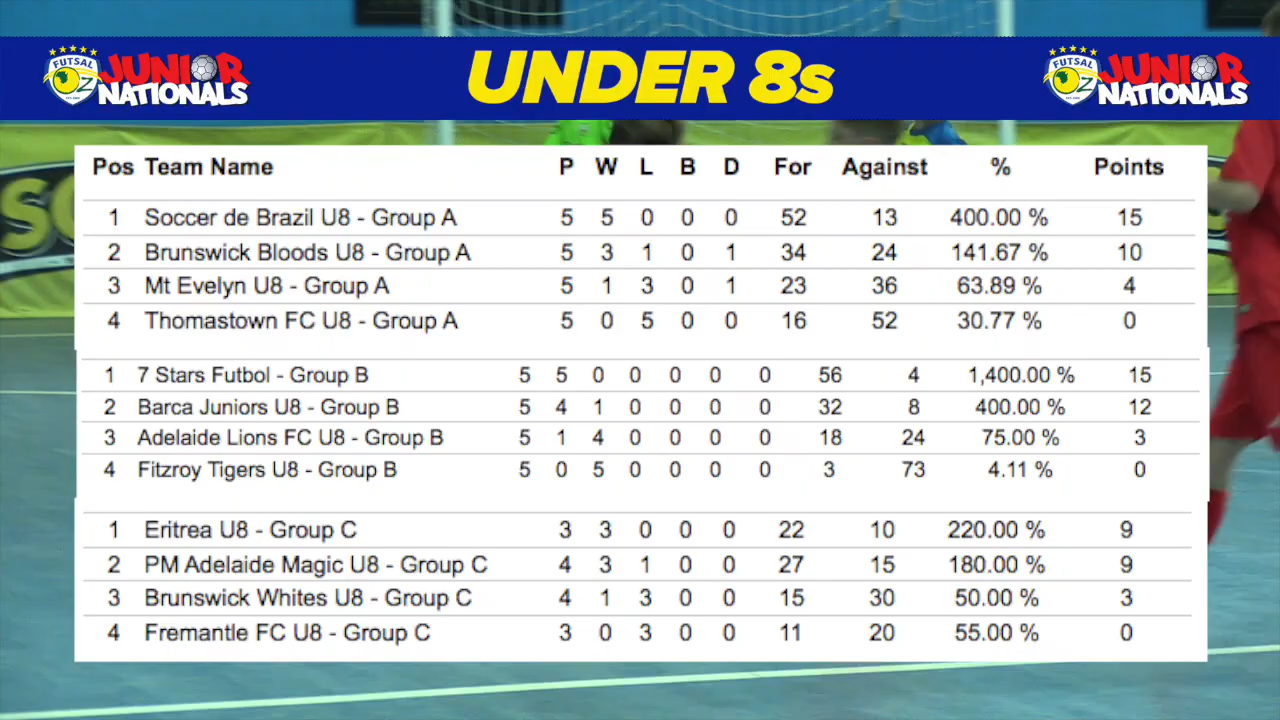 FUTSAL OZ JUNIOR NATIONALS UNDER 8s FUTSAL OZ JUNIOR NATIONALS
Pos Team Name P W L B D For Against % Points
1 Soccer de Brazil U8 - Group A 5 5 0 0 0 52 13 400.00 % 15
2 Brunswick Bloods U8 - Group A 5 3 1 0 1 34 24 141.67 % 10
3 Mt Evelyn U8 - Group A 5 1 3 0 1 23 36 63.89 % 4
4 Thomastown FC U8 - Group A 5 0 5 0 0 16 52 30.77 % 0
1 7 Stars Futbol - Group B 5 5 0 0 0 0 0 56 4 1,400.00 % 15
2 Barca Juniors U8 - Group B 5 4 1 0 0 0 0 32 8 400.00 % 12
3 Adelaide Lions FC U8 - Group B 5 1 4 0 0 0 0 18 24 75.00 % 3
4 Fitzroy Tigers U8 - Group B 5 0 5 0 0 0 0 3 73 4.11 % 0
1 Eritrea U8 - Group C 3 3 0 0 0 22 10 220.00 % 9
2 PM Adelaide Magic U8 - Group C 4 3 1 0 0 27 15 180.00 % 9
3 Brunswick Whites U8 - Group C 4 1 3 0 0 15 30 50.00 % 3
4 Fremantle FC U8 - Group C 3 0 3 0 0 11 20 55.00 % 0